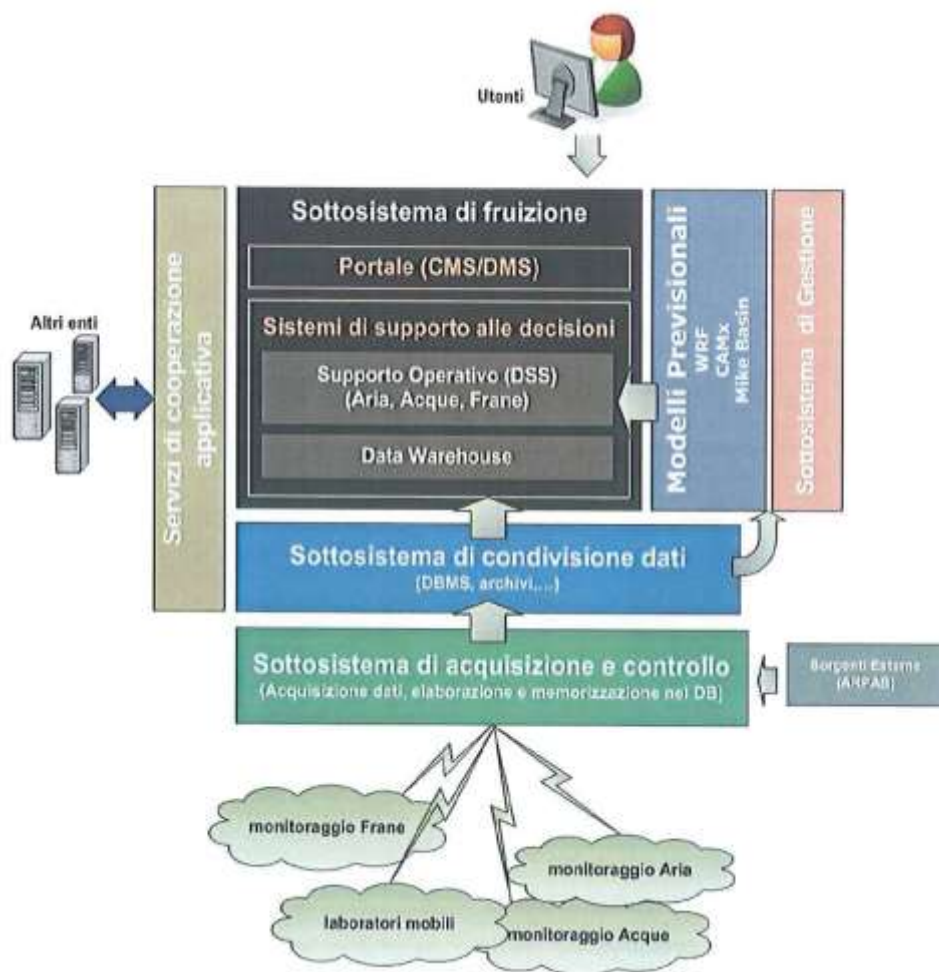 Utenti
Sottosistema di fruizione
Portale (CMS/DMS)
Sistemi di supporto alle decisioni
Supporto Operativo (DSS)
(Aria, Acque, Frane)
Data Warehouse
Altri enti
Servizi di cooperazione
applicativa
Modelli Previsionali
WRF
CAMx
Mike Basin
Sottosistema di Gestione
Sottosistema di condivisione dati
(DBMS, archivi,...)
Sottosistema di acquisizione e controllo
(Acquisizione dati, elaborazione e memorizzazione nel DB)
Sorgenti Esterne
(ARPAB)
monitoraggio Frane
monitoraggio Aria
laboratori mobili
monitoraggio Acque